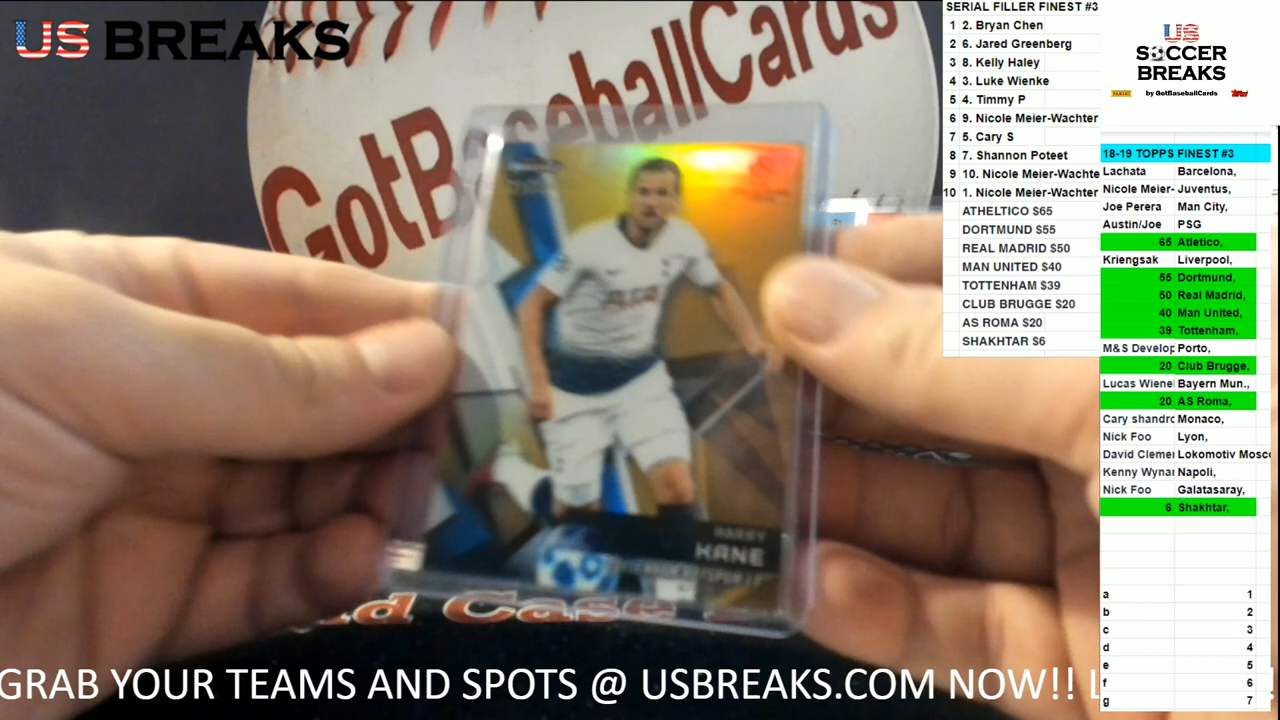 US BREAKS
GotBaseballCards
HARRY
KANE
SERIAL FILLER FINEST #3
1 2. Bryan Chen
2 6. Jared Greenberg
3 8. Kelly Haley
4 3. Luke Wienke
5 4. Timmy P
6 9. Nicole Meier-Wachter
7 5. Cary S
8 7. Shannon Poteet
9 10. Nicole Meier-Wachte
10 1. Nicole Meier-Wachter
ATHELTICO $65
DORTMUND $55
REAL MADRID $50
MAN UNITED $40
TOTTENHAM $39
CLUB BRUGGE $20
AS ROMA $20
SHAKHTAR $6
US
SOCCER
BREAKS
PANINI by GotBaseballCards Topps
18-19 TOPPS FINEST #3
Lachata Barcelona,
Nicole Meier- Juventus,
Joe Perera Man City,
Austin/Joe PSG
65 Atletico,
Kriengsak Liverpool,
55 Dortmund,
50 Real Madrid,
40 Man United,
39 Tottenham,
M&S Develop Porto,
20 Club Brugge,
Lucas Wienel Bayern Mun.,
20 AS Roma,
Cary shandro Monaco,
Nick Foo Lyon,
David Clemer Lokomotiv Mosco
Kenny Wynar Napoli,
Nick Foo Galatasaray,
6 Shakhtar,
a 1
b 2
c 3
d 4
e 5
f 6
g 7
GRAB YOUR TEAMS AND SPOTS @ USBREAKS.COM NOW!!